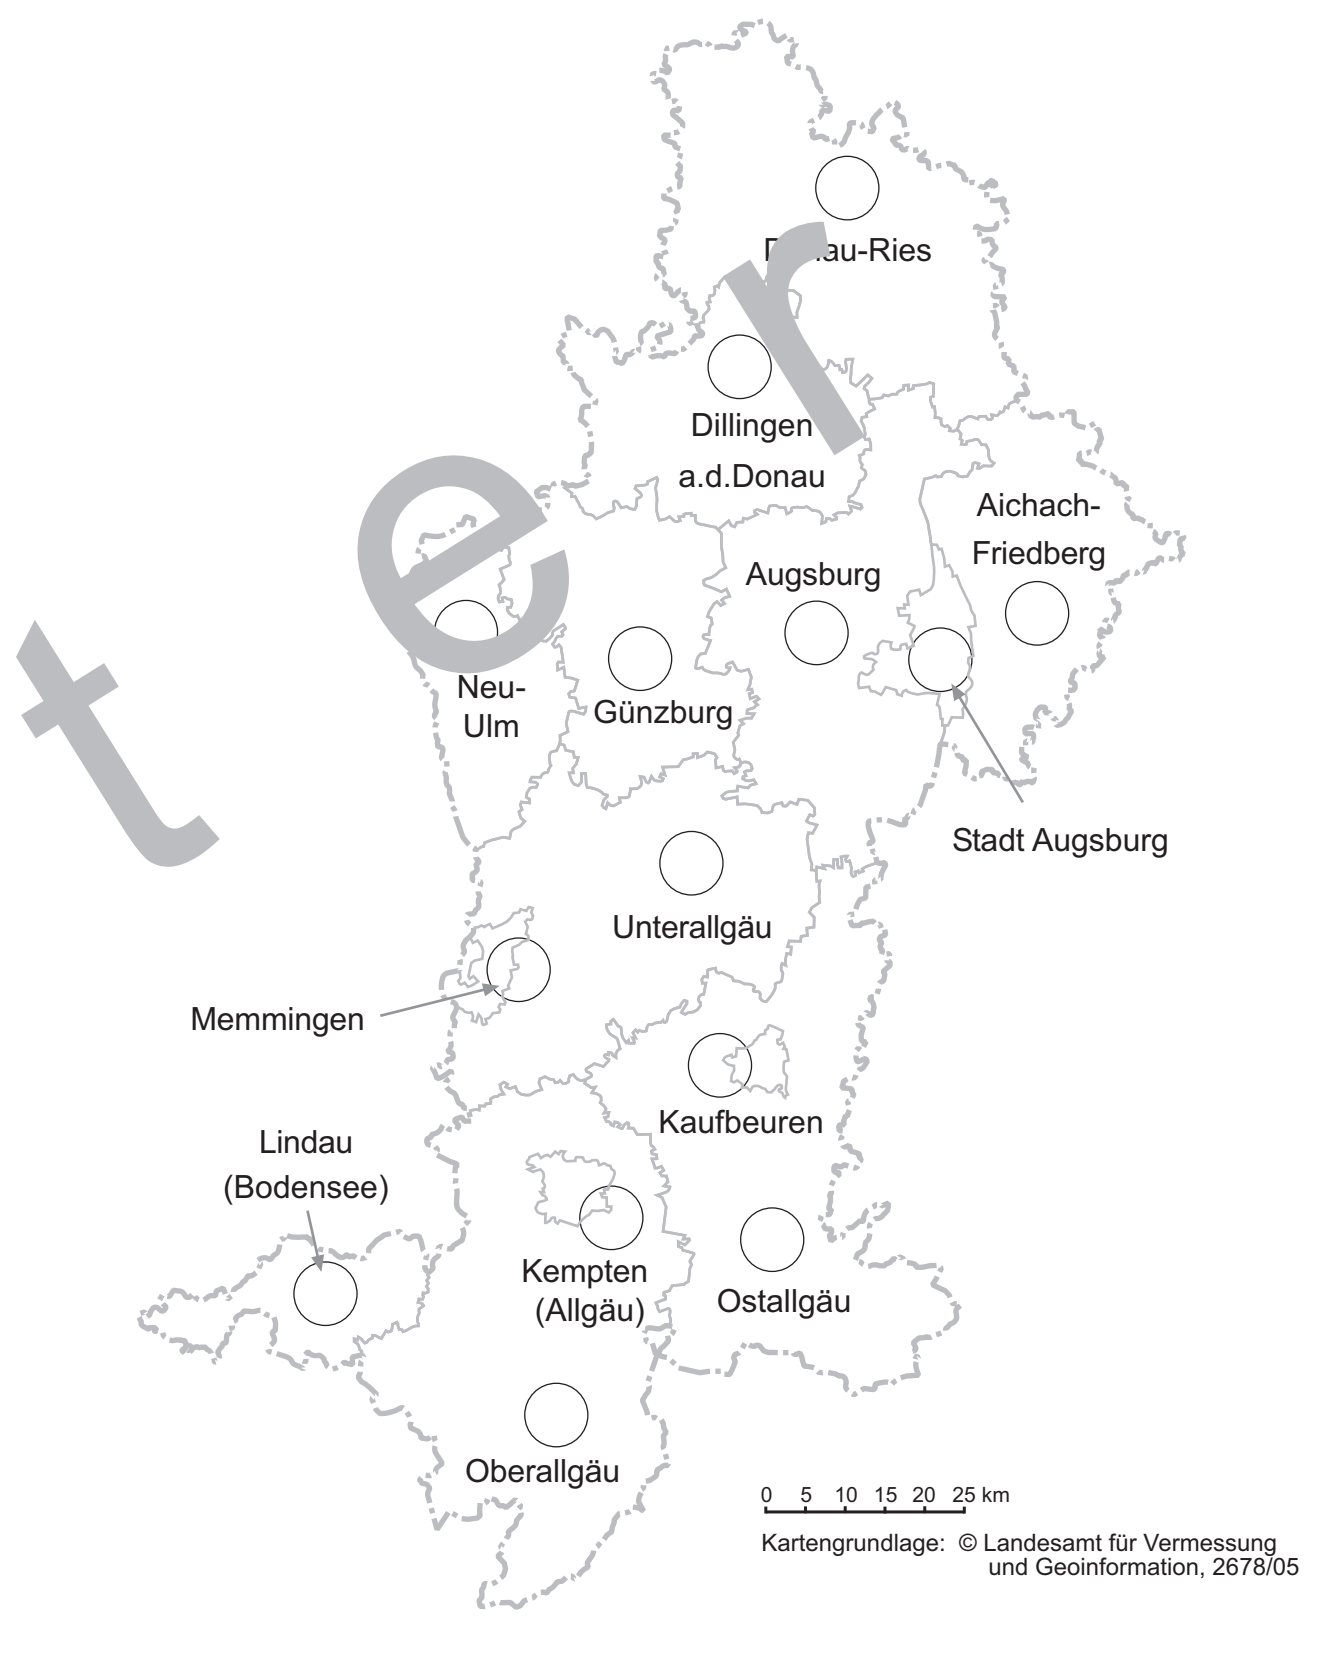 Donau-Ries
Dillingen
a.d.Donau
Aichach-
Friedberg
Augsburg
Neu-
Ulm
Günzburg
Stadt Augsburg
Unterallgäu
Memmingen
Kaufbeuren
Lindau
(Bodensee)
Kempten
(Allgäu)
Ostallgäu
Oberallgäu
0 5 10 15 20 25 km
Kartengrundlage: © Landesamt für Vermessung
und Geoinformation, 2678/05
t e r